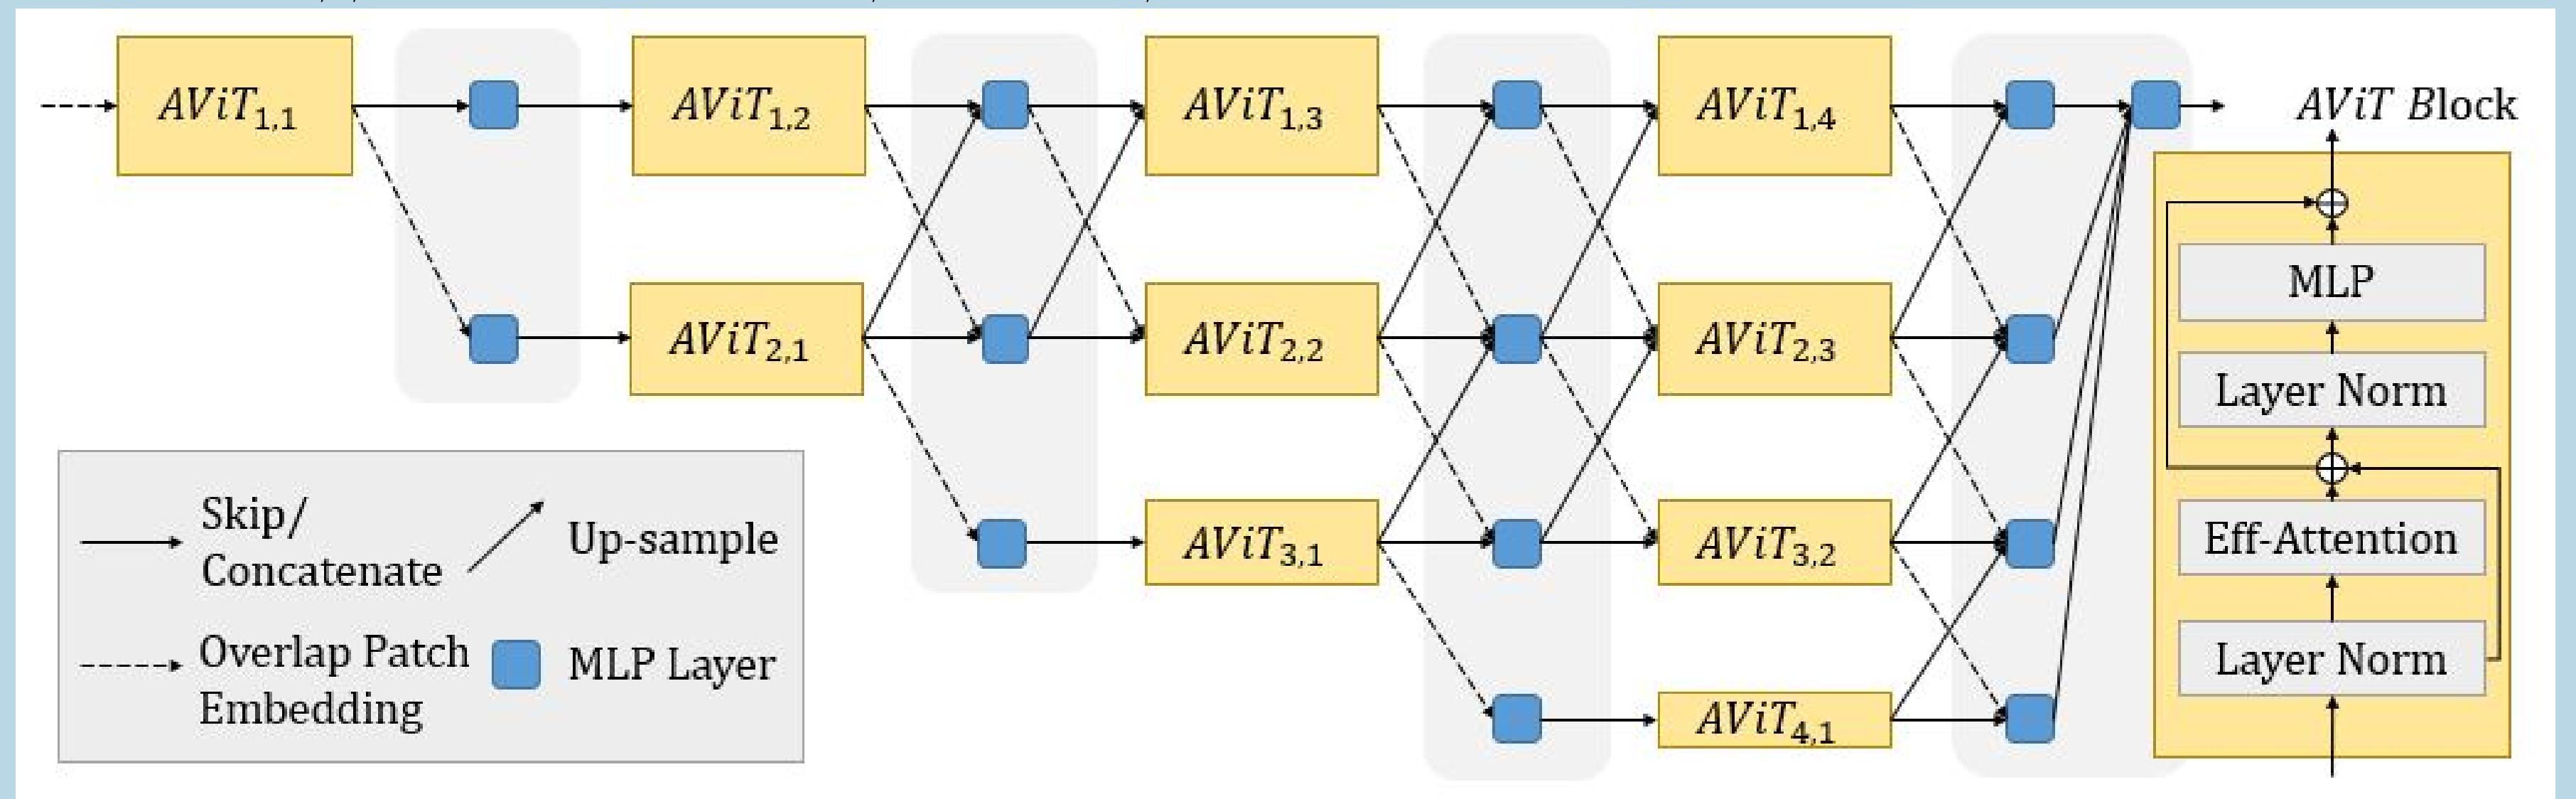 AViT1,1
AViT1,2
AViT1,3
AViT1,4
AViT Block
AViT2,1
AViT2,2
AViT2,3
AViT3,1
AViT3,2
AViT4,1
Skip/
Concatenate
Up-sample
Overlap Patch
Embedding
MLP Layer
MLP
Layer Norm
Eff-Attention
Layer Norm